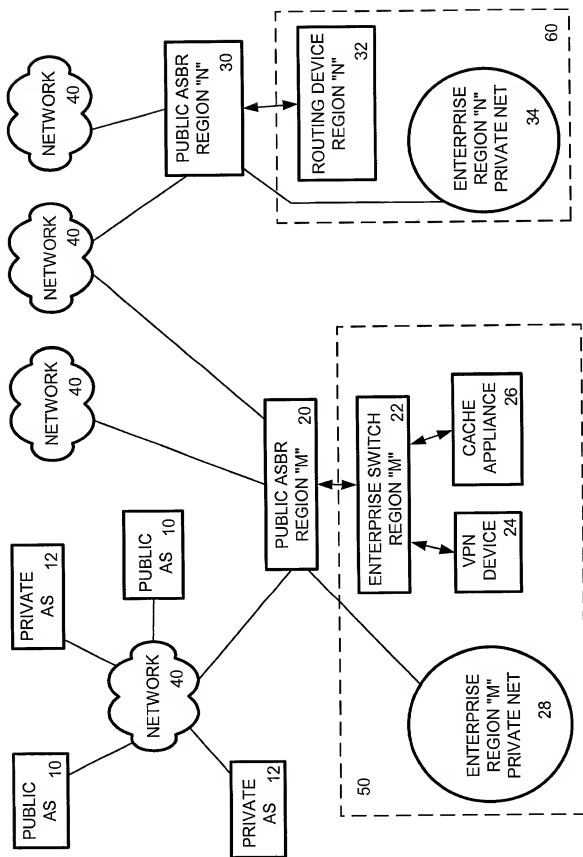 PUBLIC
AS
10
PRIVATE
AS
12
PUBLIC
AS
10
PRIVATE
AS
12
NETWORK
40
NETWORK
40
NETWORK
40
NETWORK
40
PUBLIC ASBR
REGION "M"
20
PUBLIC ASBR
REGION "N"
30
ROUTING DEVICE
REGION "N"
32
ENTERPRISE
REGION "N"
PRIVATE NET
34
60
ENTERPRISE SWITCH
REGION "M"
22
VPN
DEVICE
24
CACHE
APPLIANCE
26
ENTERPRISE
REGION "M"
PRIVATE NET
28
50